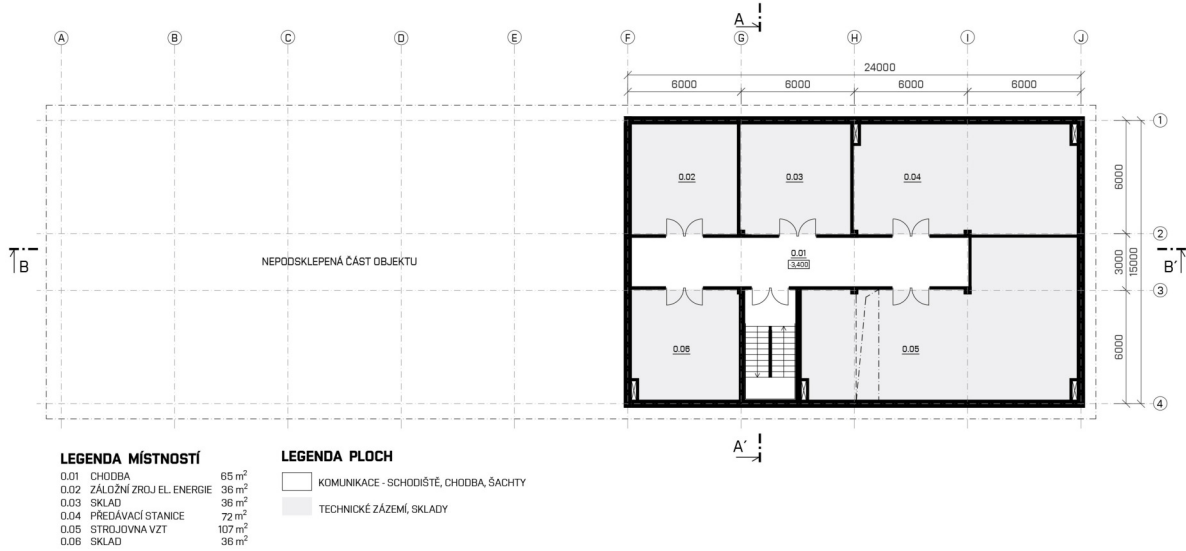 A
A B C D E F G H I J
24000
6000 6000 6000 6000
1
6000
0.02 0.03 0.04
2
B
NEPODSKLEPENÁ ČÁST OBJEKTU
0.01
-3,400
3000
15000
B´
3
0.06 0.05
6000
4
A´
LEGENDA MÍSTNOSTÍ
0.01 CHODBA 65 m²
0.02 ZÁLOŽNÍ ZROJ EL. ENERGIE 36 m²
0.03 SKLAD 36 m²
0.04 PŘEDÁVACÍ STANICE 72 m²
0.05 STROJOVNA VZT 107 m²
0.06 SKLAD 36 m²
LEGENDA PLOCH
KOMUNIKACE - SCHODIŠTĚ, CHODBA, ŠACHTY
TECHNICKÉ ZÁZEMÍ, SKLADY